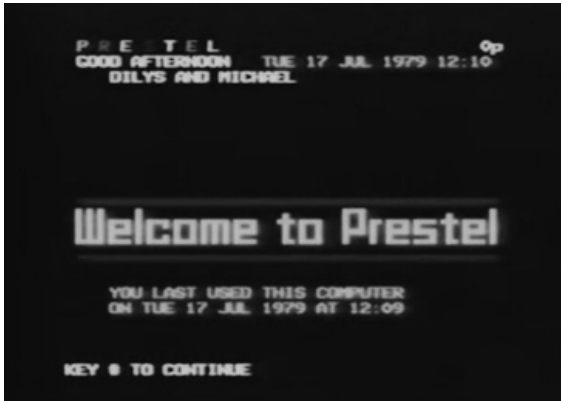 PRESTEL 0p
GOOD AFTERNOON TUE 17 JUL 1979 12:10
DILYS AND MICHAEL
Welcome to Prestel
YOU LAST USED THIS COMPUTER
ON TUE 17 JUL 1979 AT 12:09
KEY # TO CONTINUE